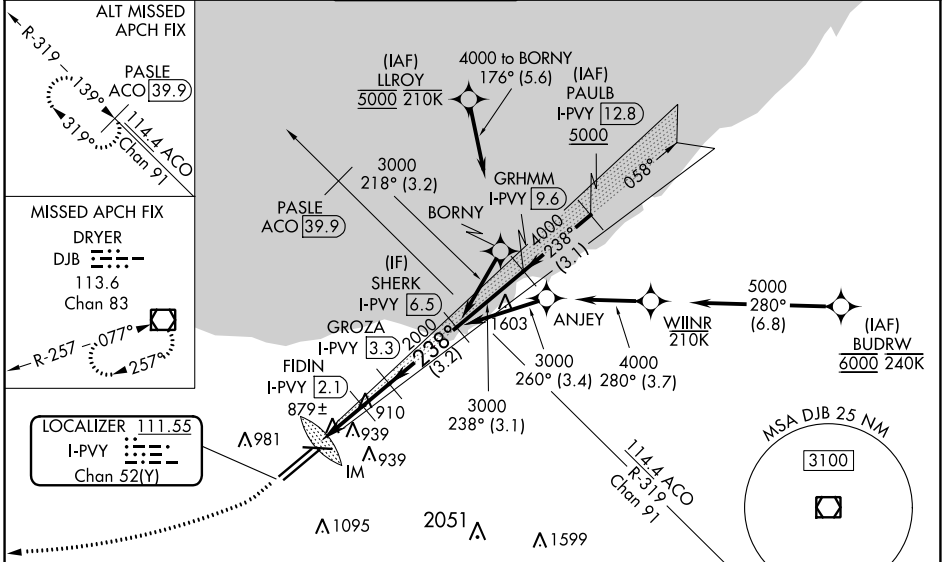 ALT MISSED
APCH FIX
R-319
139°
PASLE
ACO 39.9
319°
114.4 ACO
Chan 91
MISSED APCH FIX
DRYER
DJB
113.6
Chan 83
R-257
077°
257°
LOCALIZER 111.55
I-PVY
Chan 52(Y)
(IAF)
LLROY
5000 210K
4000 to BORNY
176° (5.6)
(IAF)
PAULB
I-PVY 12.8
5000
058°
3000
218° (3.2)
GRHMM
I-PVY 9.6
PASLE
ACO 39.9
BORNY
4000
238°
(3.1)
(IF)
SHERK
I-PVY 6.5
1603
ANJEY
WIINR
210K
5000
280°
(6.8)
(IAF)
BUDRW
6000 240K
GROZA
I-PVY 3.3
2000
238°
(3.2)
3000
260° (3.4)
4000
280° (3.7)
FIDIN
I-PVY 2.1
3000
238° (3.1)
879±
910
981
939
939
IM
114.4 ACO
R-319
Chan 91
MSA DJB 25 NM
3100
1095
2051
1599